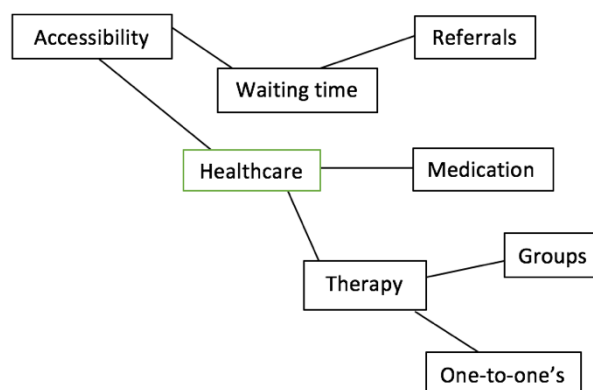 Accessibility
Referrals
Waiting time
Healthcare
Medication
Groups
Therapy
One-to-one’s